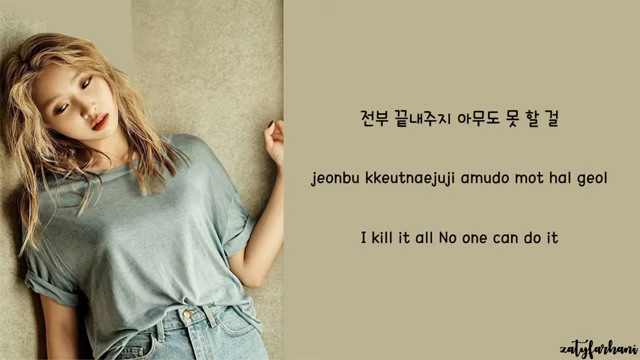 전부 끝내주지 아무도 못 할 걸
jeonbu kkeutnaejuji amudo mot hal geol
I kill it all No one can do it
zatyfarhani